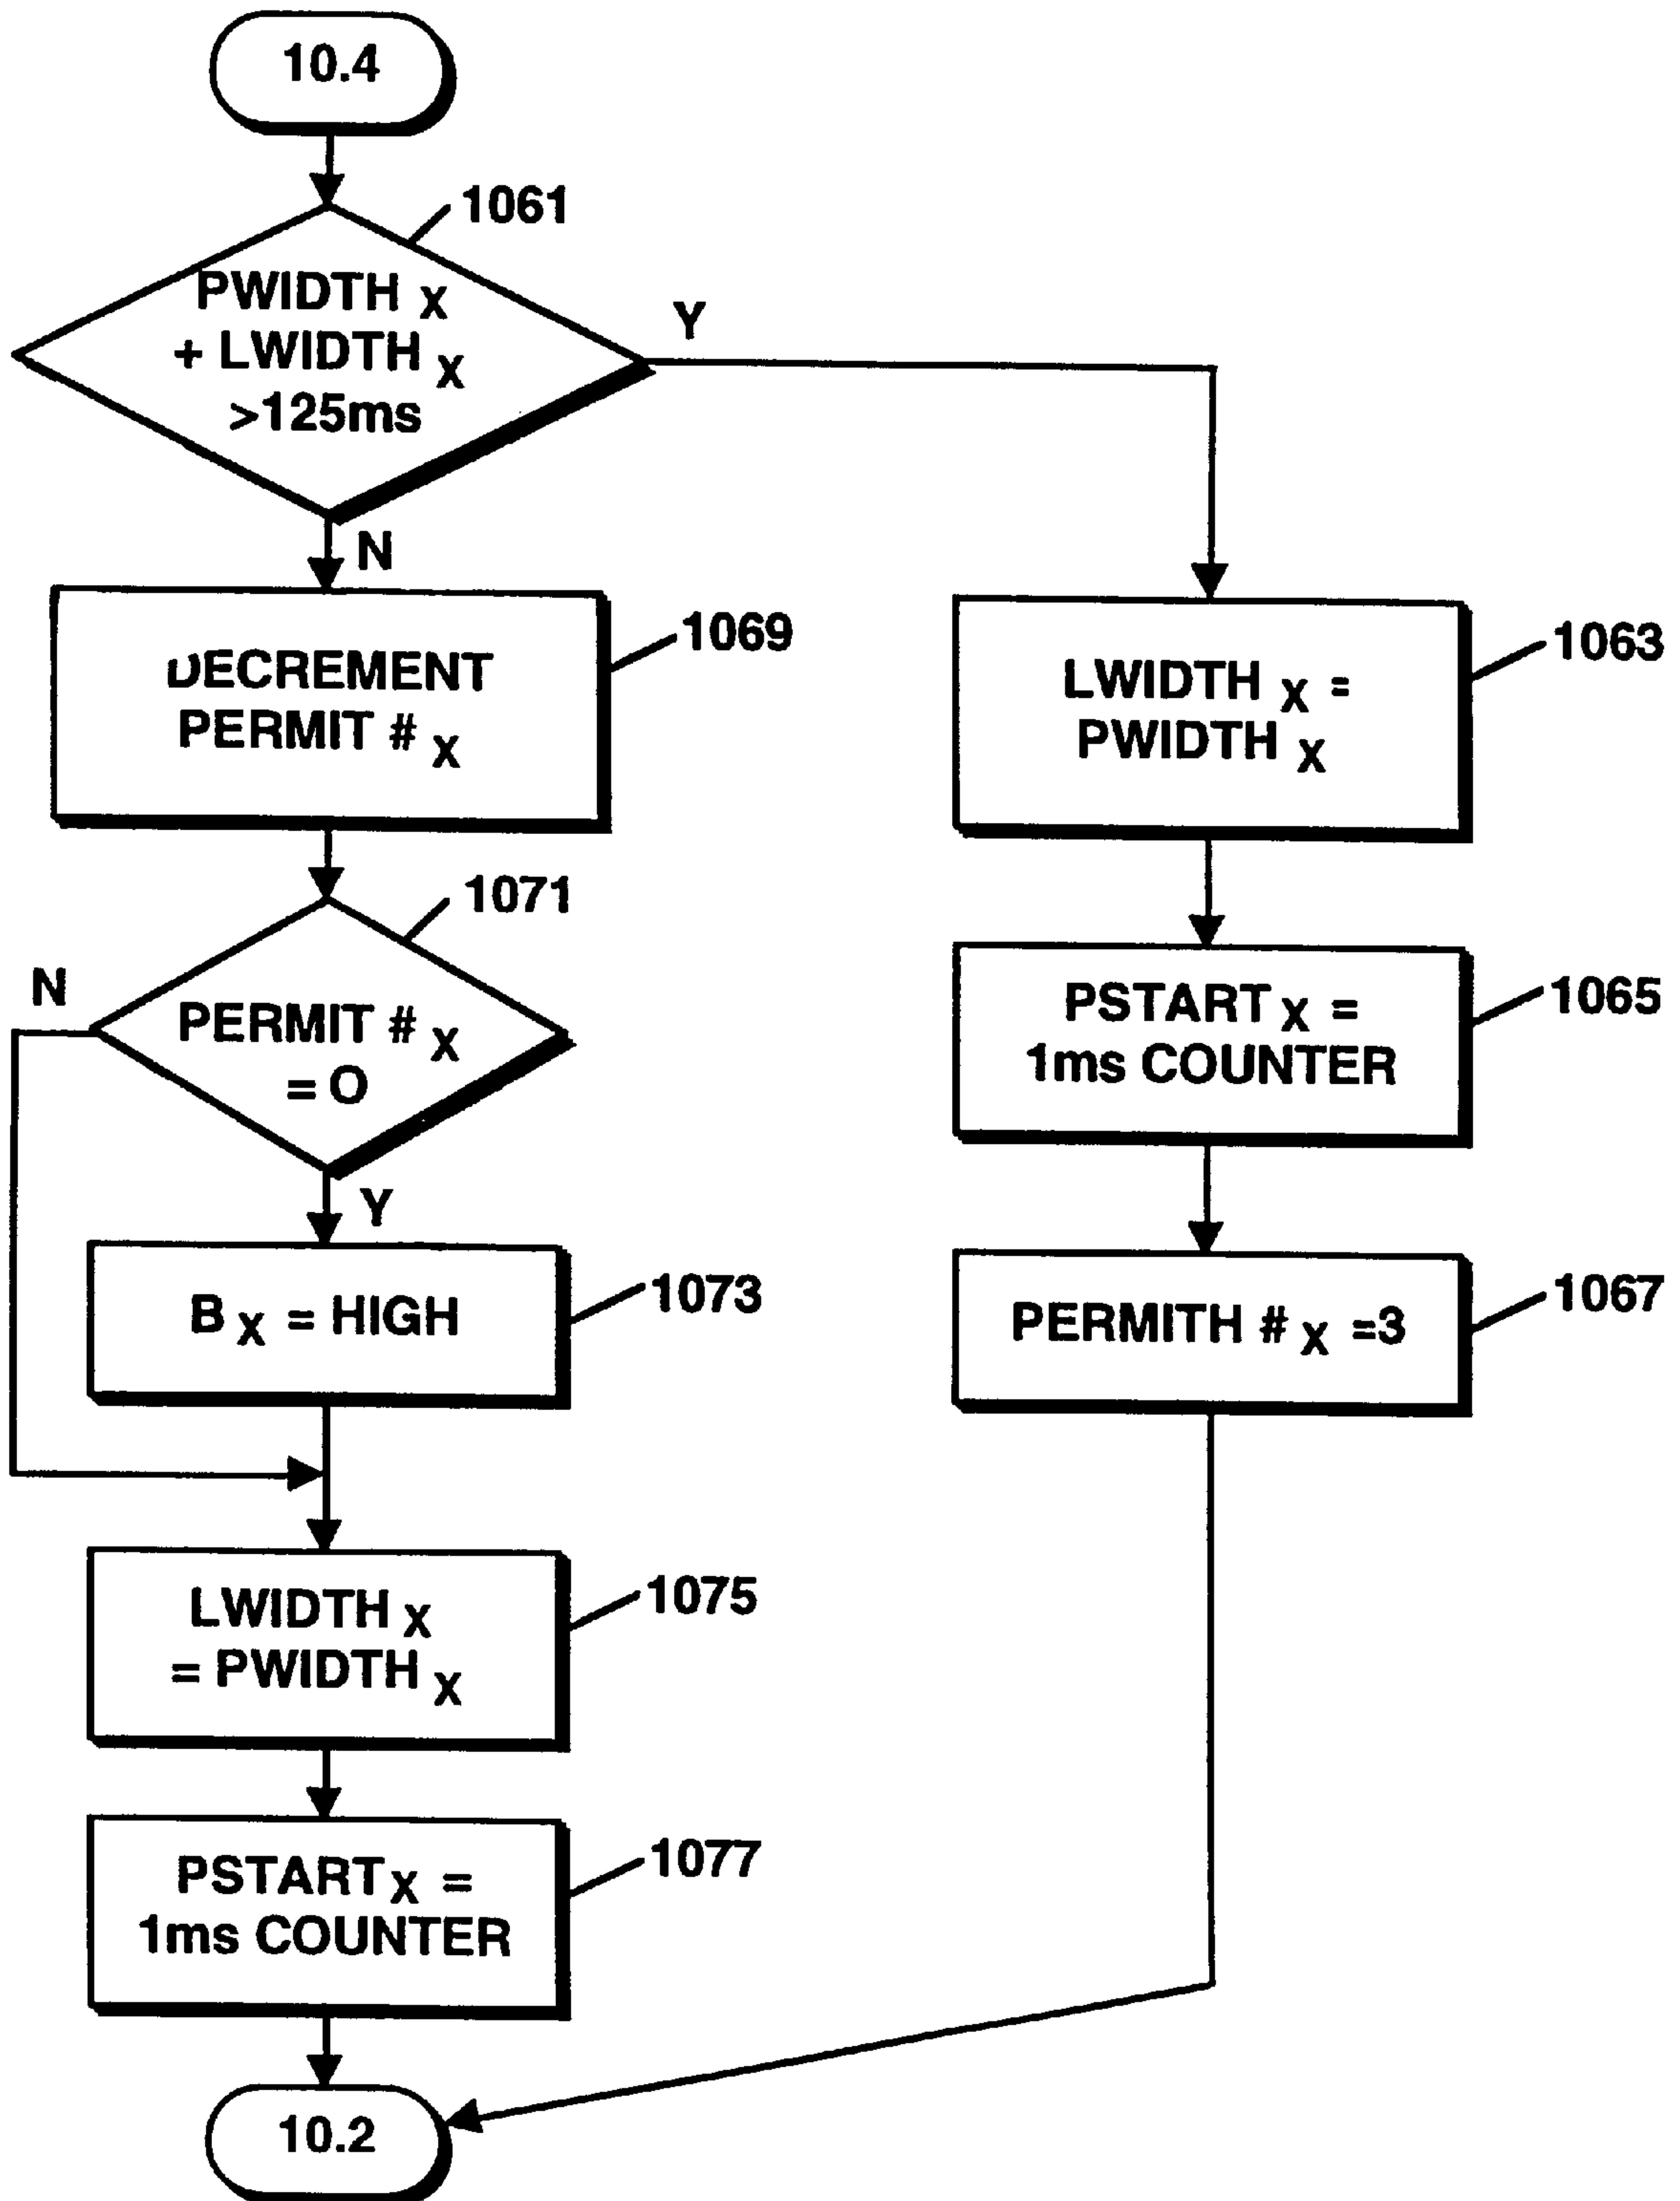 10.4
1061
PWIDTH X
+ LWIDTH X
>125ms
Y
N
DECREMENT
PERMIT # X
1069
1071
PERMIT # X
= O
N
Y
B X = HIGH
1073
LWIDTH X
= PWIDTH X
1075
PSTART X =
1ms COUNTER
1077
LWIDTH X =
PWIDTH X
1063
PSTART X =
1ms COUNTER
1065
PERMITH # X =3
1067
10.2